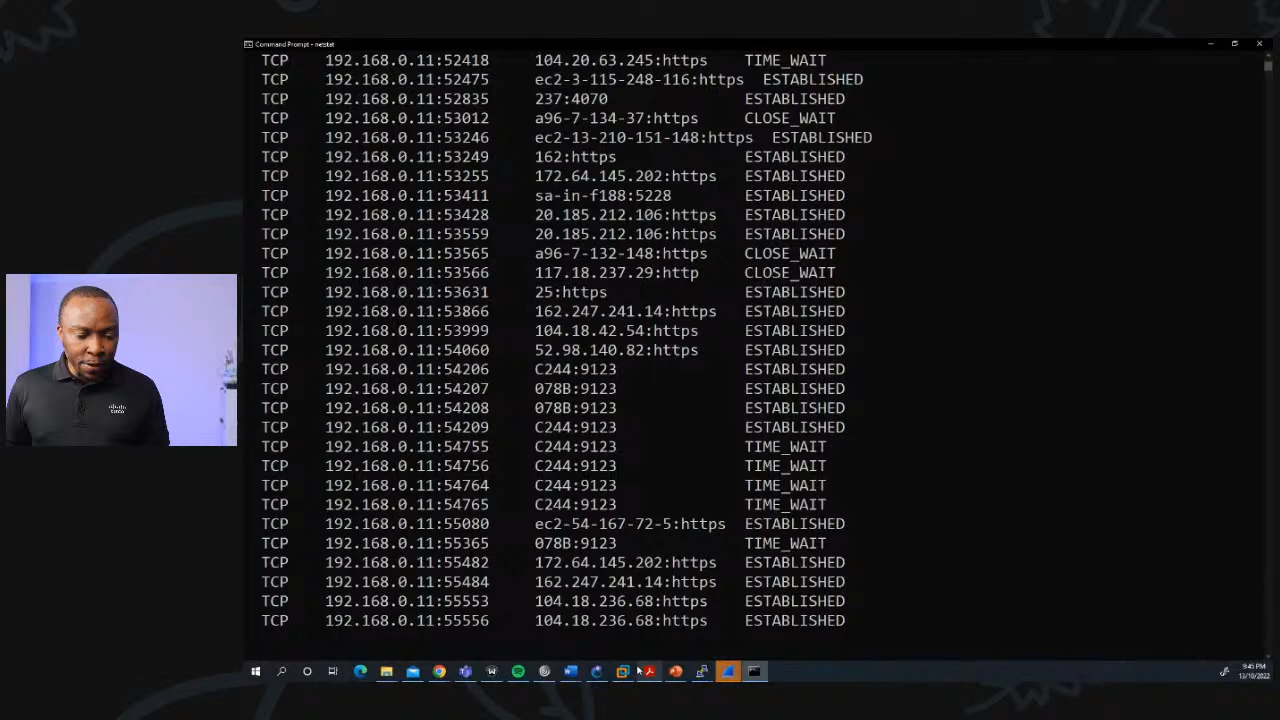 Command Prompt - netstat
TCP 192.168.0.11:52418 104.20.63.245:https TIME_WAIT
TCP 192.168.0.11:52475 ec2-3-115-248-116:https ESTABLISHED
TCP 192.168.0.11:52835 237:4070 ESTABLISHED
TCP 192.168.0.11:53012 a96-7-134-37:https CLOSE_WAIT
TCP 192.168.0.11:53246 ec2-13-210-151-148:https ESTABLISHED
TCP 192.168.0.11:53249 162:https ESTABLISHED
TCP 192.168.0.11:53255 172.64.145.202:https ESTABLISHED
TCP 192.168.0.11:53411 sa-in-f188:5228 ESTABLISHED
TCP 192.168.0.11:53428 20.185.212.106:https ESTABLISHED
TCP 192.168.0.11:53559 20.185.212.106:https ESTABLISHED
TCP 192.168.0.11:53565 a96-7-132-148:https CLOSE_WAIT
TCP 192.168.0.11:53566 117.18.237.29:http CLOSE_WAIT
TCP 192.168.0.11:53631 25:https ESTABLISHED
TCP 192.168.0.11:53866 162.247.241.14:https ESTABLISHED
TCP 192.168.0.11:53999 104.18.42.54:https ESTABLISHED
TCP 192.168.0.11:54060 52.98.140.82:https ESTABLISHED
TCP 192.168.0.11:54206 C244:9123 ESTABLISHED
TCP 192.168.0.11:54207 078B:9123 ESTABLISHED
TCP 192.168.0.11:54208 078B:9123 ESTABLISHED
TCP 192.168.0.11:54209 C244:9123 ESTABLISHED
TCP 192.168.0.11:54755 C244:9123 TIME_WAIT
TCP 192.168.0.11:54756 C244:9123 TIME_WAIT
TCP 192.168.0.11:54764 C244:9123 TIME_WAIT
TCP 192.168.0.11:54765 C244:9123 TIME_WAIT
TCP 192.168.0.11:55080 ec2-54-167-72-5:https ESTABLISHED
TCP 192.168.0.11:55365 078B:9123 TIME_WAIT
TCP 192.168.0.11:55482 172.64.145.202:https ESTABLISHED
TCP 192.168.0.11:55484 162.247.241.14:https ESTABLISHED
TCP 192.168.0.11:55553 104.18.236.68:https ESTABLISHED
TCP 192.168.0.11:55556 104.18.236.68:https ESTABLISHED
9:45 PM
13/10/2022
cisco